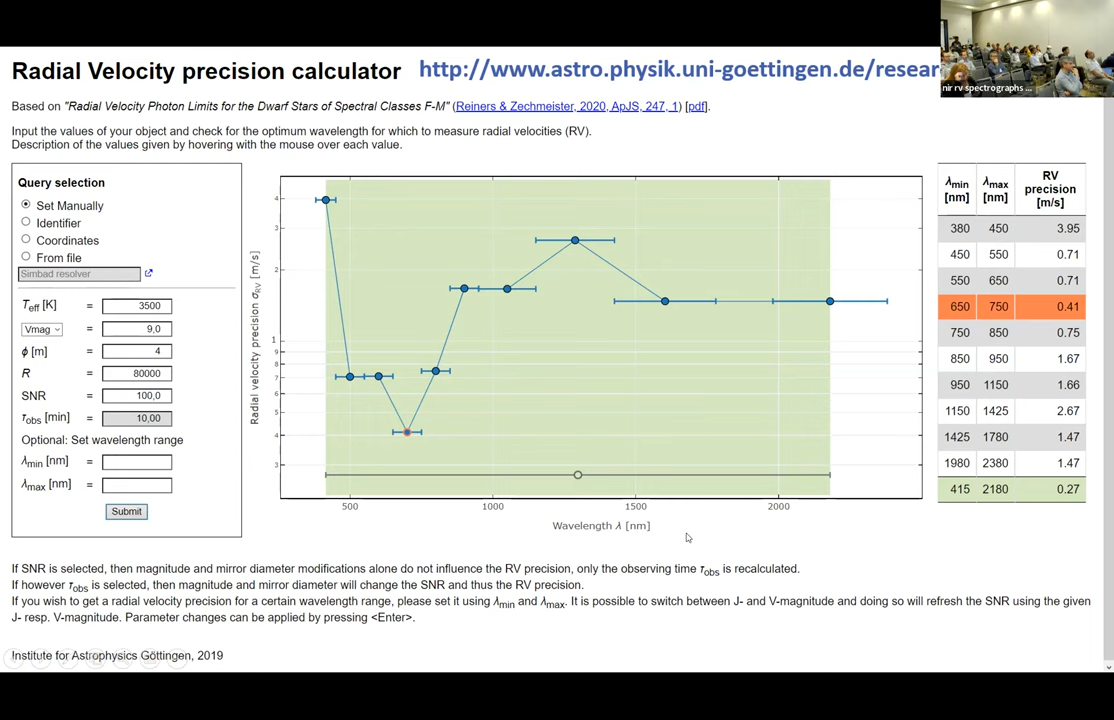 Radial Velocity precision calculator http://www.astro.physik.uni-goettingen.de/resear
nir rv spectrographs ...
Based on "Radial Velocity Photon Limits for the Dwarf Stars of Spectral Classes F-M" (Reiners & Zechmeister, 2020, ApJS, 247, 1) [pdf].
Input the values of your object and check for the optimum wavelength for which to measure radial velocities (RV).
Description of the values given by hovering with the mouse over each value.
Query selection
Set Manually
Identifier
Coordinates
From file
Simbad resolver
Teff [K] = 3500
Vmag = 9,0
ϕ [m] = 4
R = 80000
SNR = 100,0
τobs [min] = 10,00
Optional: Set wavelength range
λmin [nm] =
λmax [nm] =
Submit
Radial velocity precision σRV [m/s]
4
3
2
1
9
8
7
6
5
4
3
500 1000 1500 2000
Wavelength λ [nm]
λmin [nm] λmax [nm] RV precision [m/s]
380 450 3.95
450 550 0.71
550 650 0.71
650 750 0.41
750 850 0.75
850 950 1.67
950 1150 1.66
1150 1425 2.67
1425 1780 1.47
1980 2380 1.47
415 2180 0.27
If SNR is selected, then magnitude and mirror diameter modifications alone do not influence the RV precision, only the observing time τobs is recalculated.
If however τobs is selected, then magnitude and mirror diameter will change the SNR and thus the RV precision.
If you wish to get a radial velocity precision for a certain wavelength range, please set it using λmin and λmax. It is possible to switch between J- and V-magnitude and doing so will refresh the SNR using the given
J- resp. V-magnitude. Parameter changes can be applied by pressing <Enter>.
Institute for Astrophysics Göttingen, 2019